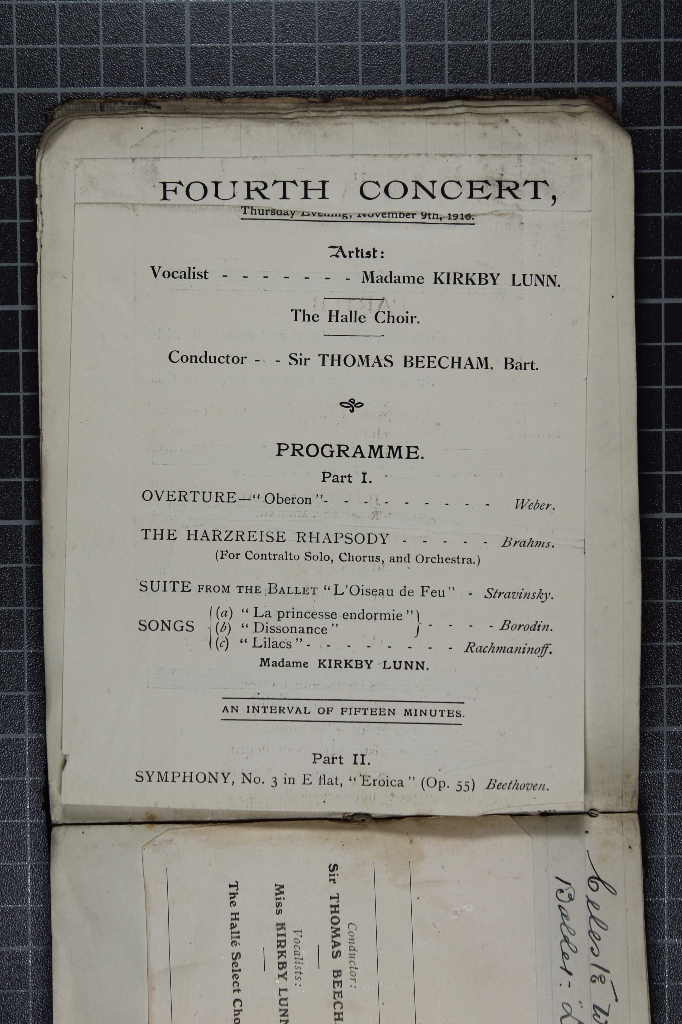 FOURTH CONCERT,
Thursday Evening, November 9th, 1916.
Artist:
Vocalist - - - - - - - Madame KIRKBY LUNN.
The Halle Choir.
Conductor - - Sir THOMAS BEECHAM, Bart.
PROGRAMME.
Part I.
OVERTURE—“Oberon”- - - - - - - - - - Weber.
THE HARZREISE RHAPSODY - - - - - Brahms.
(For Contralto Solo, Chorus, and Orchestra.)
SUITE FROM THE BALLET “L'Oiseau de Feu” - Stravinsky.
SONGS
(a) “La princesse endormie”
(b) “Dissonance” - - - - Borodin.
(c) “Lilacs”- - - - - - - - Rachmaninoff.
Madame KIRKBY LUNN.
AN INTERVAL OF FIFTEEN MINUTES.
Part II.
SYMPHONY, No. 3 in E flat, “Eroica” (Op. 55) Beethoven.
Conductor:
Sir THOMAS BEECH
Vocalists:
Miss KIRKBY LUNN
The Hallé Select Cho
Celeste
Ballet: